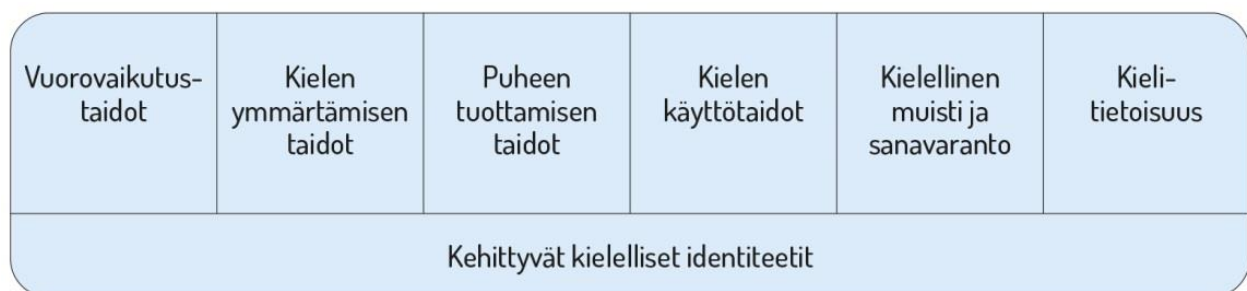 Vuorovaikutus-
taidot
Kielen
ymmärtämisen
taidot
Puheen
tuottamisen
taidot
Kielen
käyttötaidot
Kielellinen
muisti ja
sanavaranto
Kieli-
tietoisuus
Kehittyvät kielelliset identiteetit